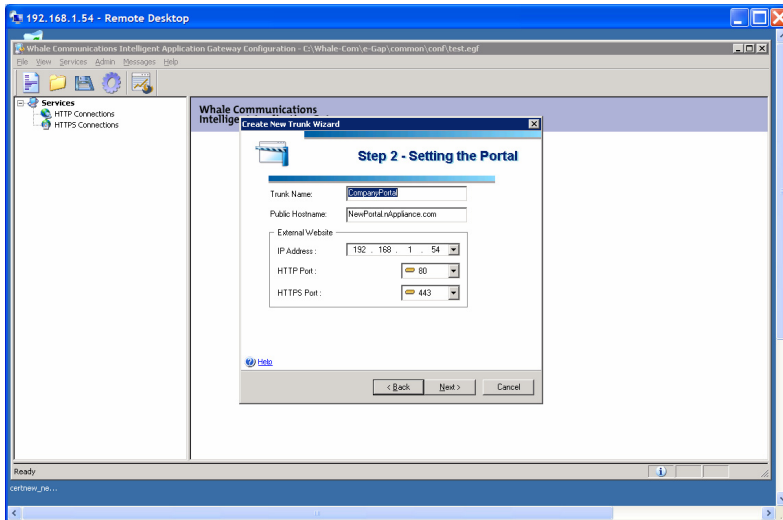 192.168.1.54 - Remote Desktop
Whale Communications Intelligent Application Gateway Configuration - C:\Whale-Com\e-Gap\common\conf\test.egf
File View Services Admin Messages Help
Services
HTTP Connections
HTTPS Connections
Whale Communications
Intellige
Create New Trunk Wizard
Step 2 - Setting the Portal
Trunk Name: CompanyPortal
Public Hostname: NewPortal.nAppliance.com
External Website
IP Address : 192 . 168 . 1 . 54
HTTP Port : 80
HTTPS Port : 443
Help
< Back Next > Cancel
Ready
certnew_ne...